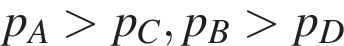 p_A > p_C, p_B > p_D